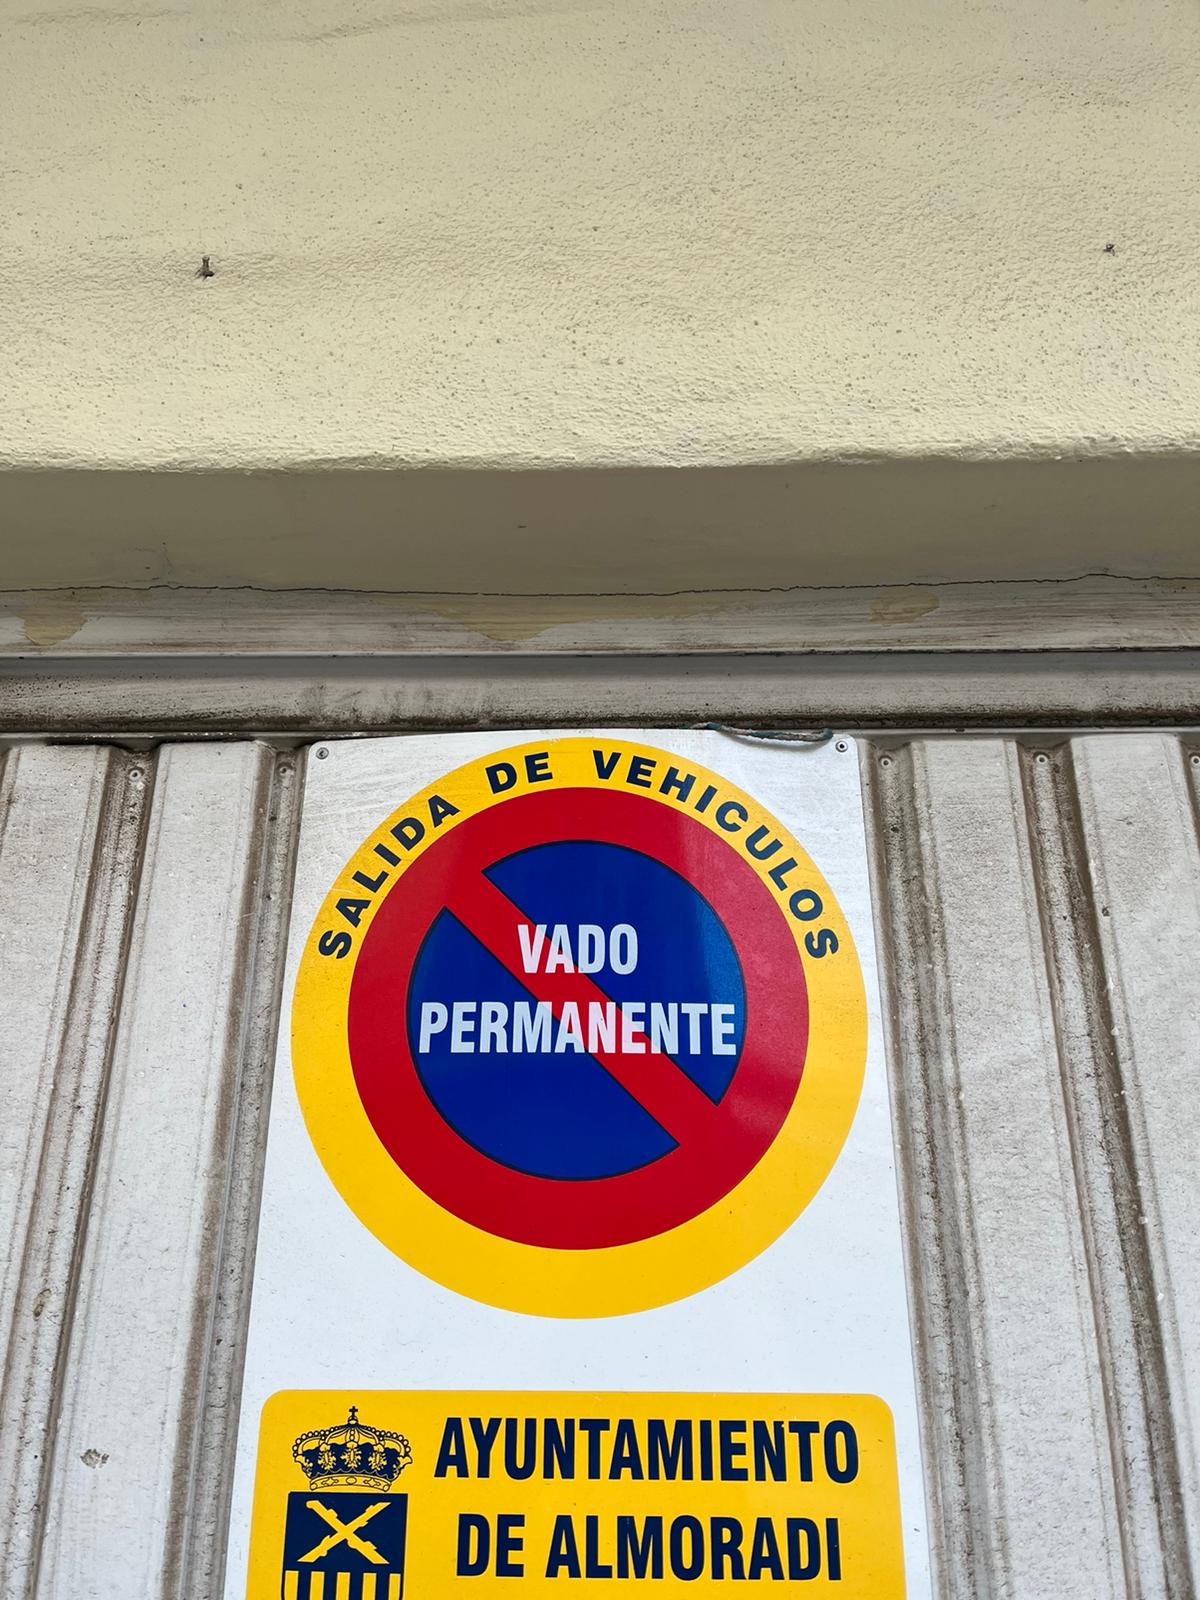 SALIDA DE VEHICULOS
VADO
PERMANENTE
AYUNTAMIENTO
DE ALMORADI